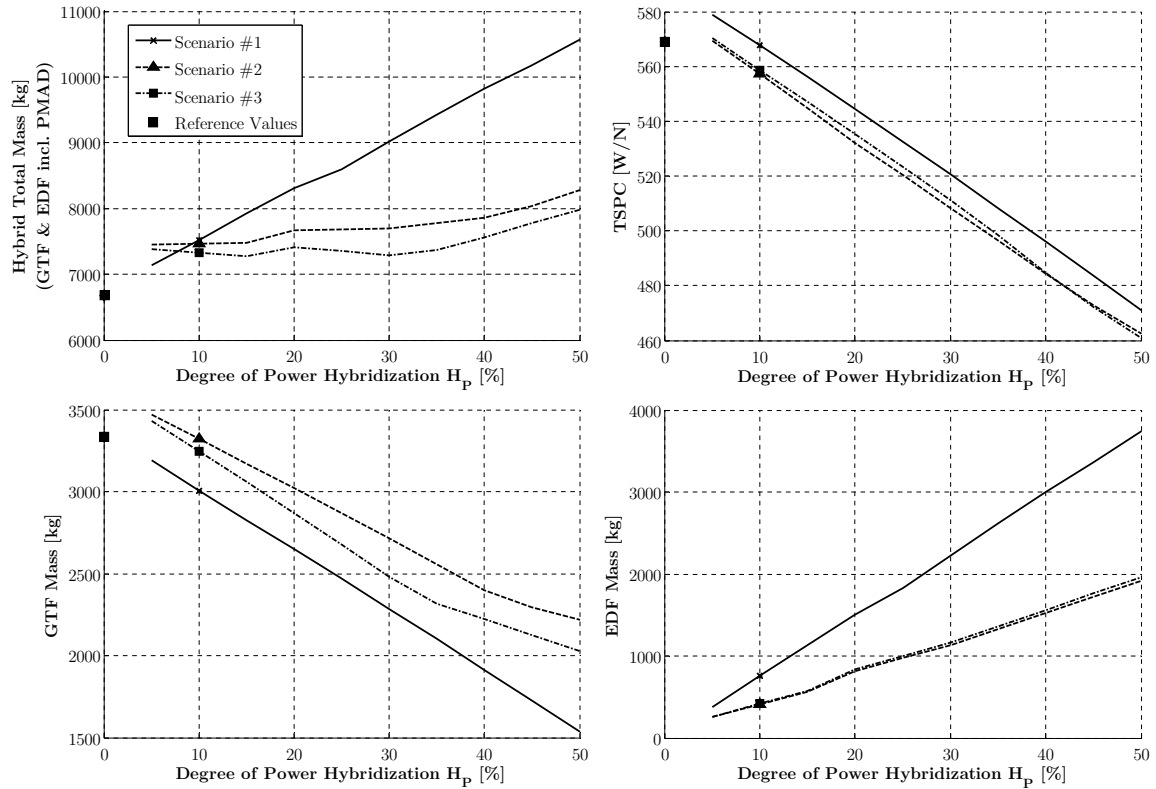 Hybrid Total Mass [kg]
(GTF & EDF incl. PMAD)
11000
10000
9000
8000
7000
6000
Scenario #1
Scenario #2
Scenario #3
Reference Values
0 10 20 30 40 50
Degree of Power Hybridization H_P [%]
TSPC [W/N]
580
560
540
520
500
480
460
0 10 20 30 40 50
Degree of Power Hybridization H_P [%]
GTF Mass [kg]
3500
3000
2500
2000
1500
0 10 20 30 40 50
Degree of Power Hybridization H_P [%]
EDF Mass [kg]
4000
3000
2000
1000
0
0 10 20 30 40 50
Degree of Power Hybridization H_P [%]